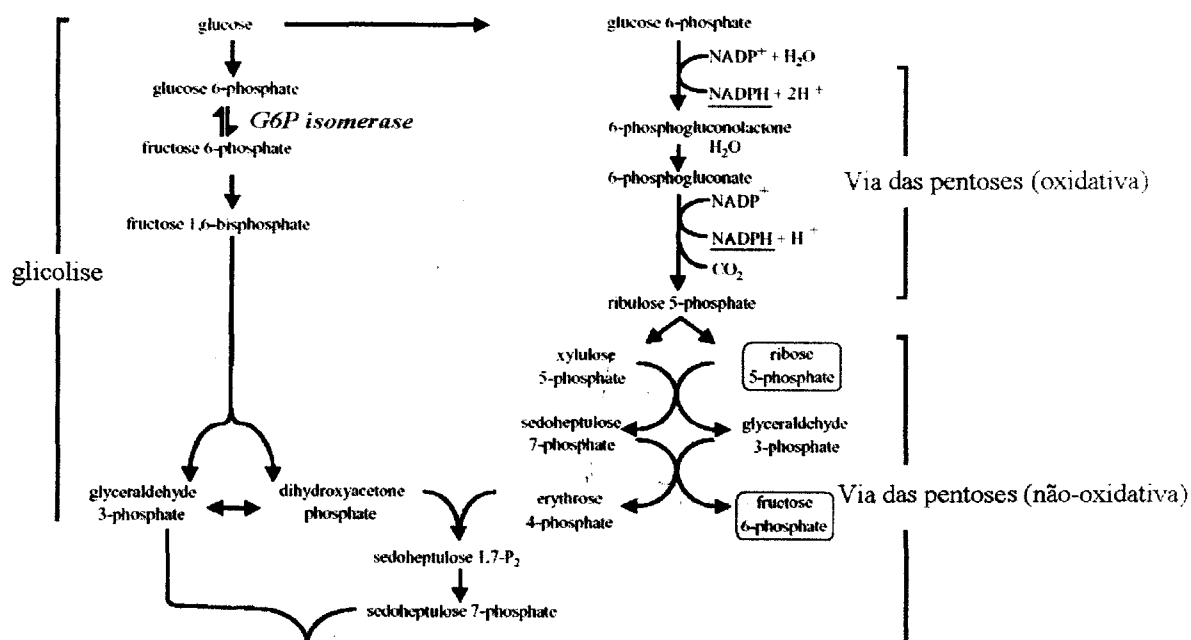 glucose
glucose 6-phosphate
G6P isomerase
fructose 6-phosphate
fructose 1,6-bisphosphate
glicolise
glyceraldehyde
3-phosphate
dihydroxyacetone
phosphate
sedoheptulose 1,7-P₂
sedoheptulose 7-phosphate
glucose 6-phosphate
NADP⁺ + H₂O
NADPH + 2H⁺
6-phosphogluconolactone
H₂O
6-phosphogluconate
NADP⁺
NADPH + H⁺
CO₂
ribulose 5-phosphate
Via das pentoses (oxidativa)
xylulose
5-phosphate
ribose
5-phosphate
sedoheptulose
7-phosphate
glyceraldehyde
3-phosphate
erythrose
4-phosphate
fructose
6-phosphate
Via das pentoses (não-oxidativa)